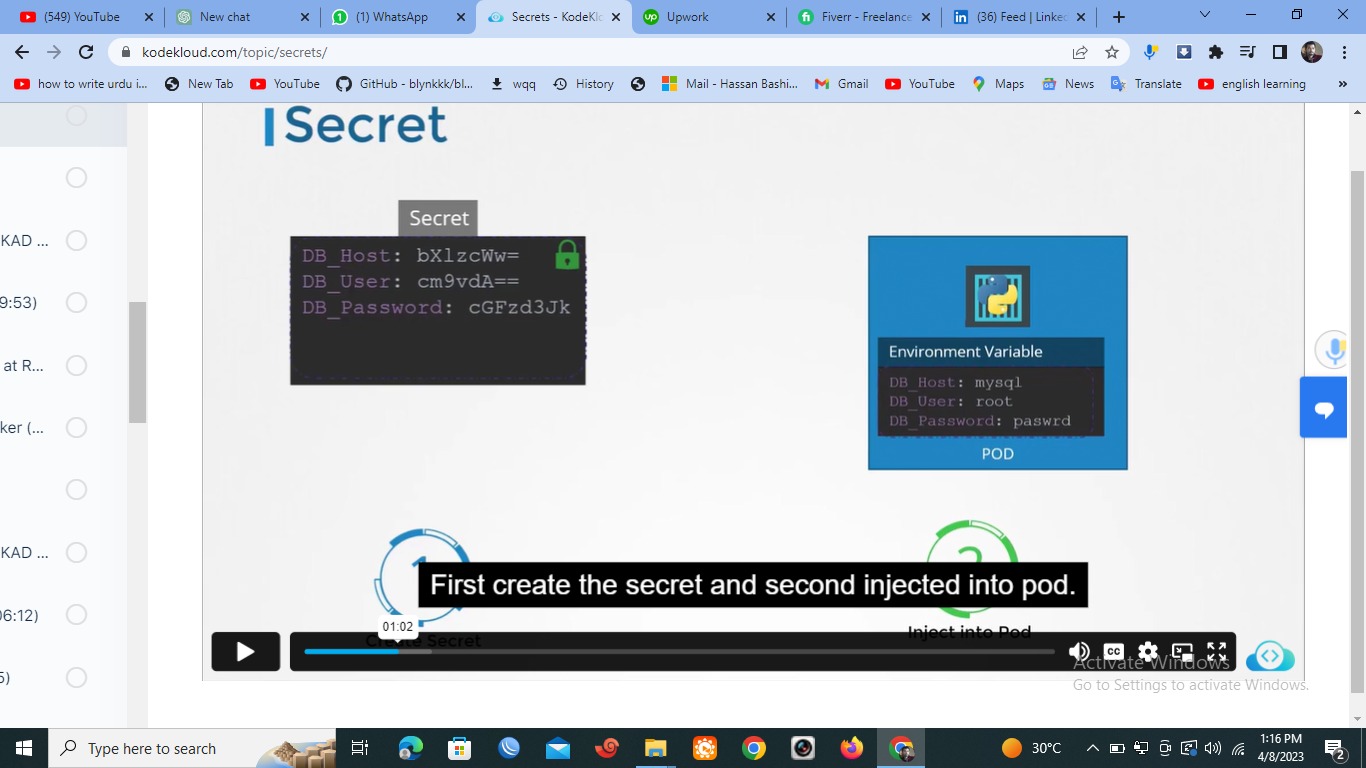 (549) YouTube
New chat
(1) WhatsApp
Secrets - KodeKlo
Upwork
Fiverr - Freelance
(36) Feed | Linked
kodekloud.com/topic/secrets/
how to write urdu i...
New Tab
YouTube
GitHub - blynkkk/bl...
wqq
History
Mail - Hassan Bashi...
Gmail
YouTube
Maps
News
Translate
english learning
»
Secret
KAD ...
9:53)
at R...
ker (...
KAD ...
06:12)
5)
Secret
DB_Host: bXlzcWw=
DB_User: cm9vdA==
DB_Password: cGFzd3Jk
Environment Variable
DB_Host: mysql
DB_User: root
DB_Password: paswrd
POD
1
2
First create the secret and second injected into pod.
01:02
Create Secret
Inject into Pod
CC
Activate Windows
Go to Settings to activate Windows.
Type here to search
30°C
1:16 PM
4/8/2023
2